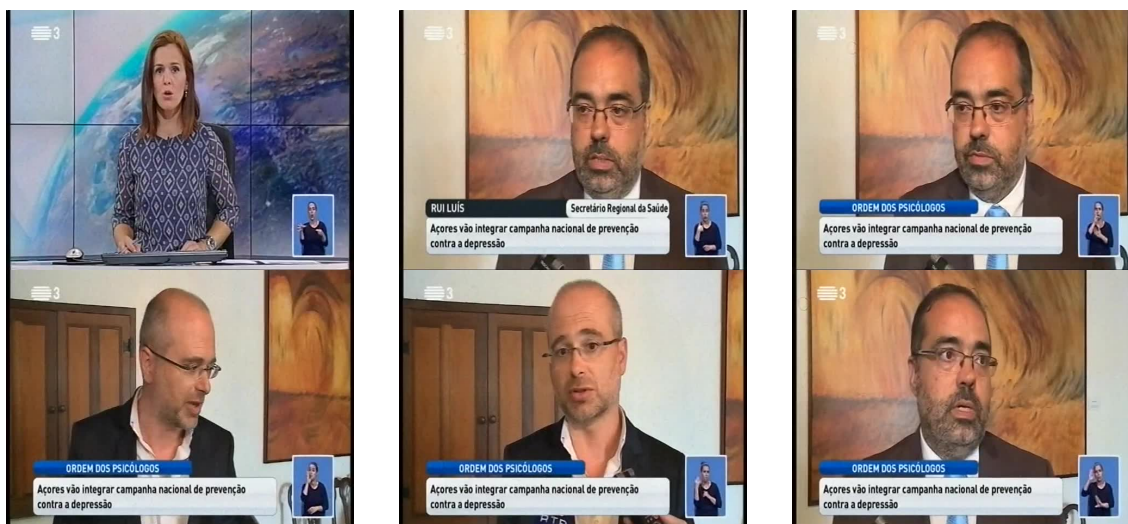 3
3
RUI LUÍS
Secretário Regional da Saúde
Açores vão integrar campanha nacional de prevenção
contra a depressão
3
ORDEM DOS PSICÓLOGOS
Açores vão integrar campanha nacional de prevenção
contra a depressão
3
ORDEM DOS PSICÓLOGOS
Açores vão integrar campanha nacional de prevenção
contra a depressão
3
ORDEM DOS PSICÓLOGOS
Açores vão integrar campanha nacional de prevenção
contra a depressão
RTP
3
ORDEM DOS PSICÓLOGOS
Açores vão integrar campanha nacional de prevenção
contra a depressão